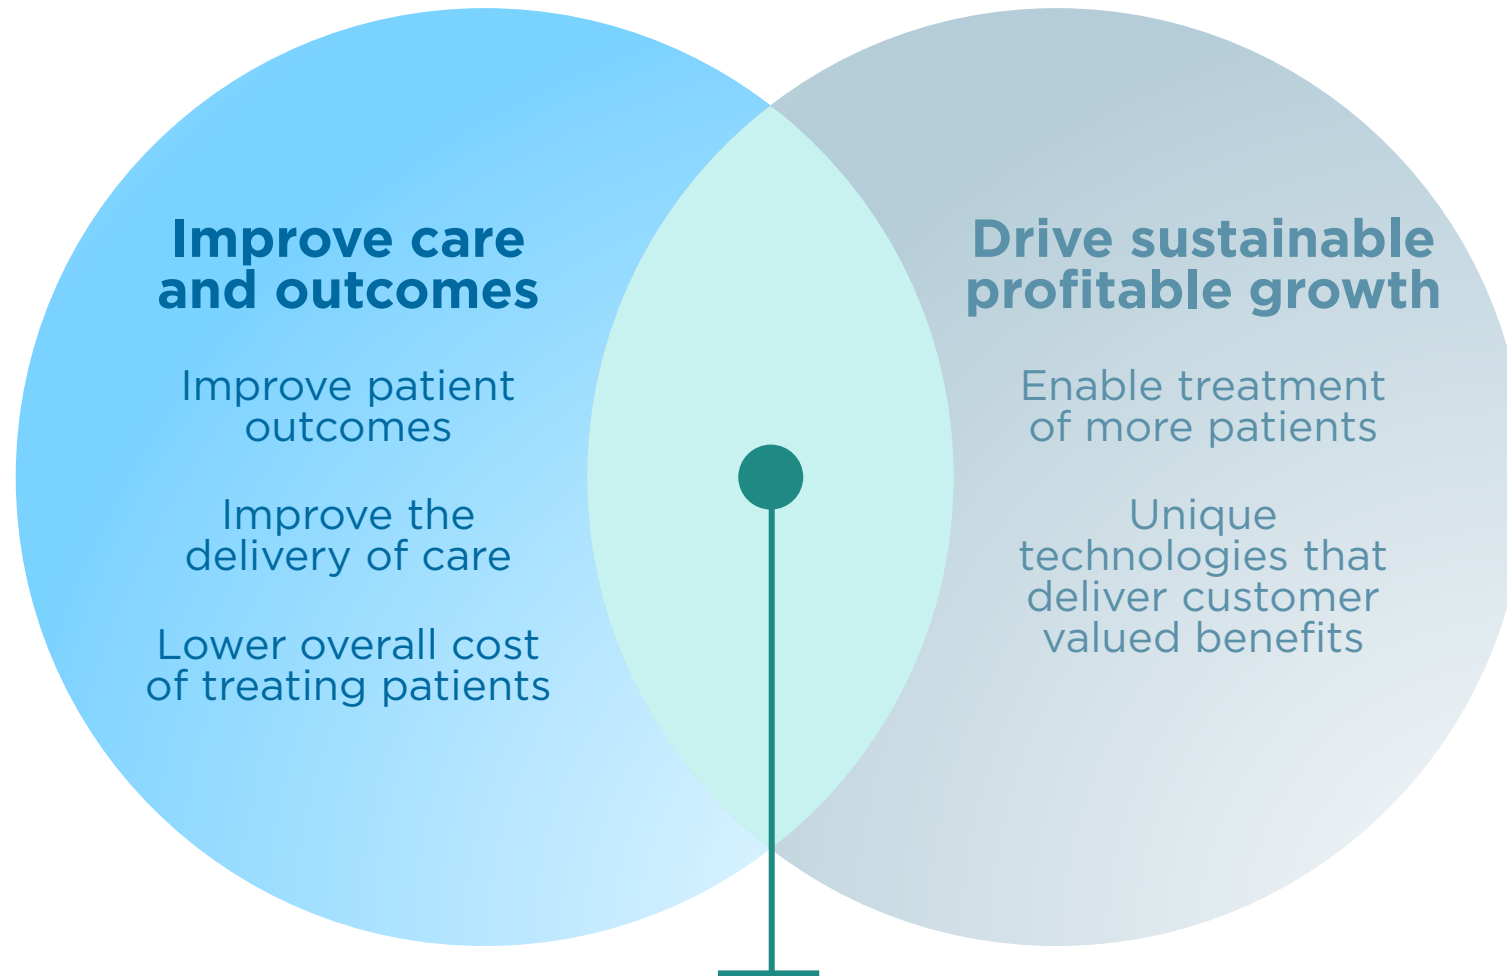 Improve care
and outcomes
Improve patient
outcomes
Improve the
delivery of care
Lower overall cost
of treating patients
Drive sustainable
profitable growth
Enable treatment
of more patients
Unique
technologies that
deliver customer
valued benefits